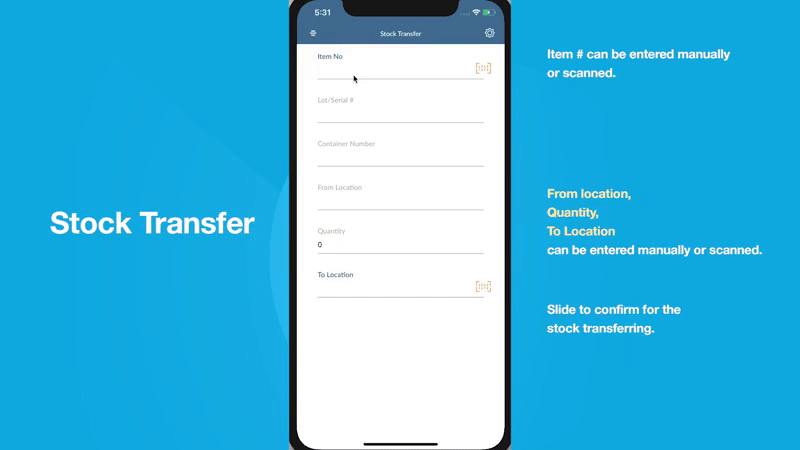 Stock Transfer
5:31
Stock Transfer
Item No
Lot/Serial #
Container Number
From Location
Quantity
0
To Location
Item # can be entered manually
or scanned.
From location,
Quantity,
To Location
can be entered manually or scanned.
Slide to confirm for the
stock transferring.